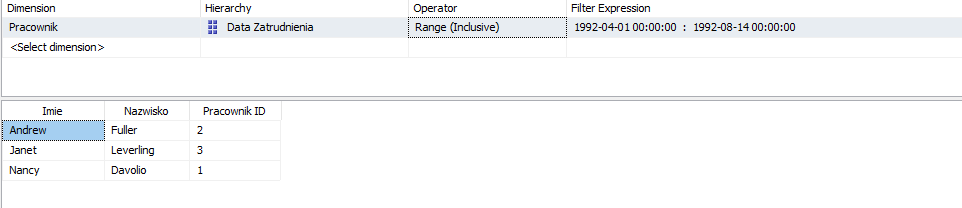 Dimension Hierarchy Operator Filter Expression
Pracownik Data Zatrudnienia Range (Inclusive) 1992-04-01 00:00:00 : 1992-08-14 00:00:00
<Select dimension>
Imie Nazwisko Pracownik ID
Andrew Fuller 2
Janet Leverling 3
Nancy Davolio 1